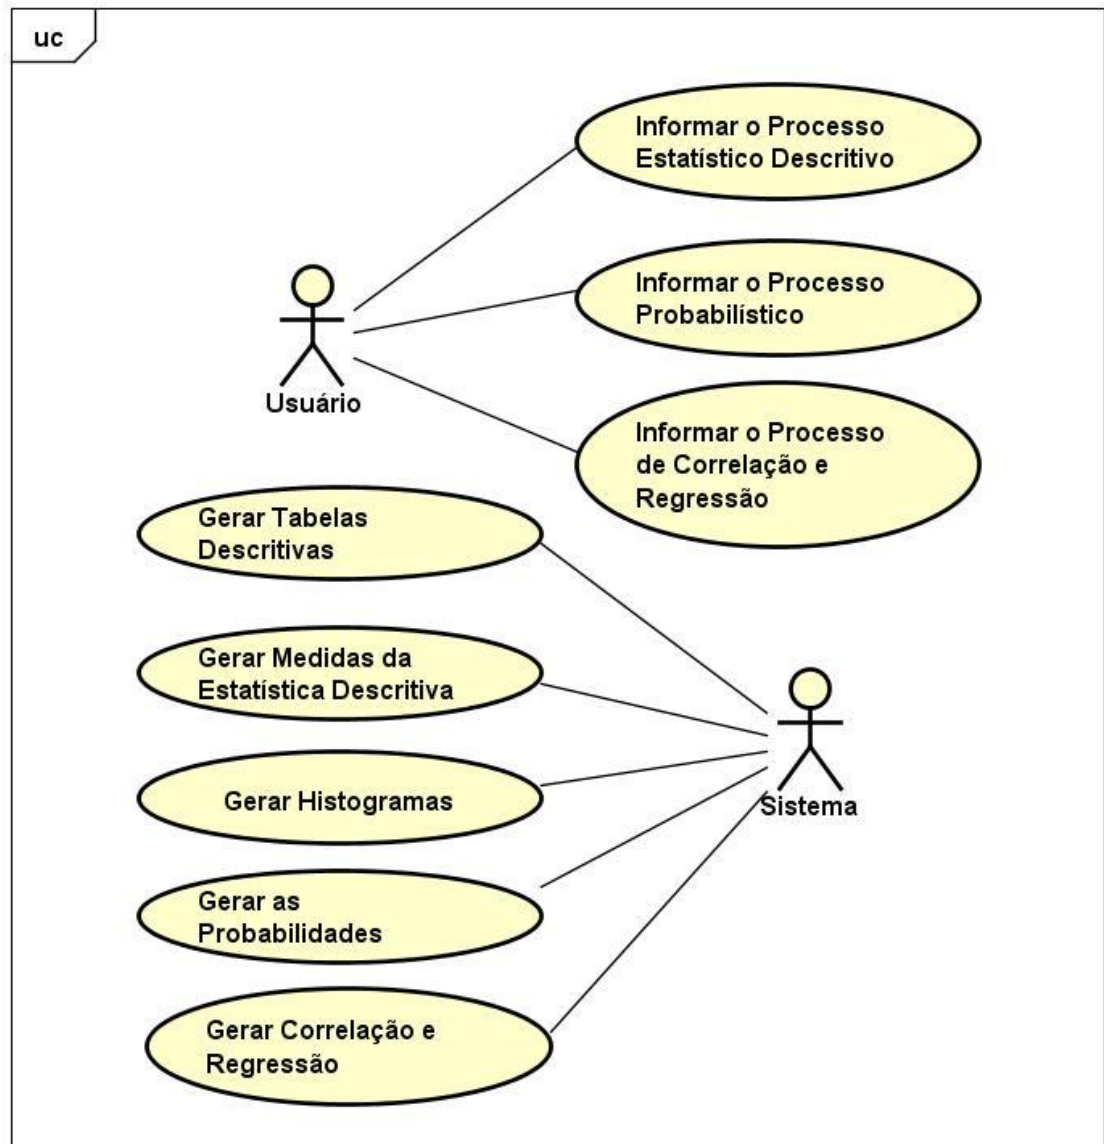 uc
Informar o Processo
Estatístico Descritivo
Informar o Processo
Probabilístico
Usuário
Informar o Processo
de Correlação e
Regressão
Gerar Tabelas
Descritivas
Gerar Medidas da
Estatística Descritiva
Gerar Histogramas
Sistema
Gerar as
Probabilidades
Gerar Correlação e
Regressão